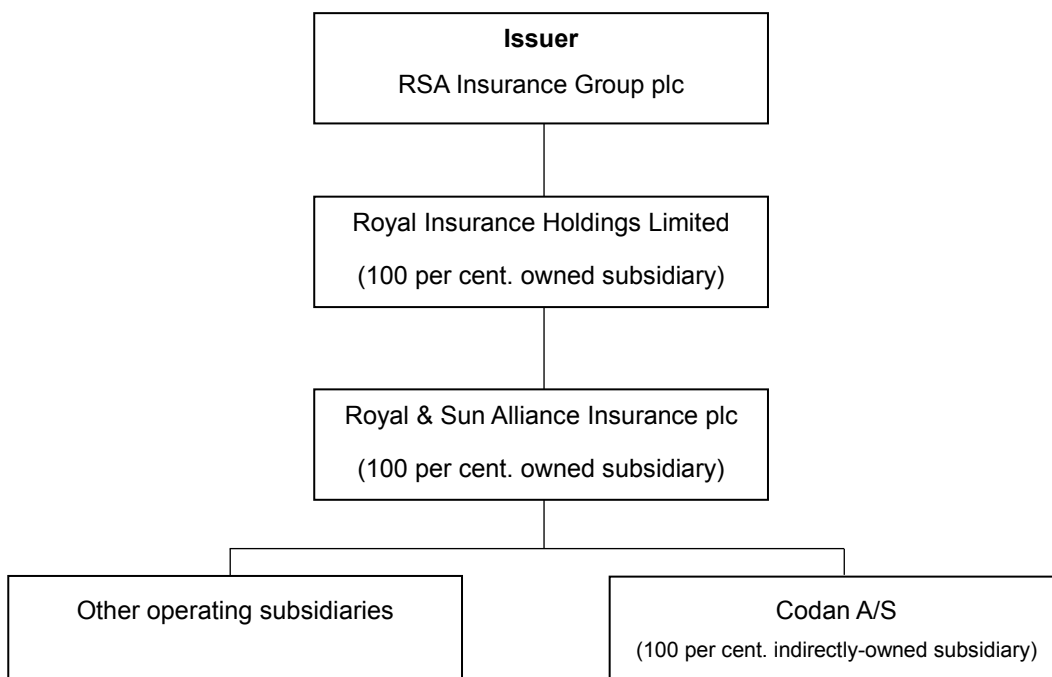 Issuer
RSA Insurance Group plc
Royal Insurance Holdings Limited
(100 per cent. owned subsidiary)
Royal & Sun Alliance Insurance plc
(100 per cent. owned subsidiary)
Other operating subsidiaries
Codan A/S
(100 per cent. indirectly-owned subsidiary)